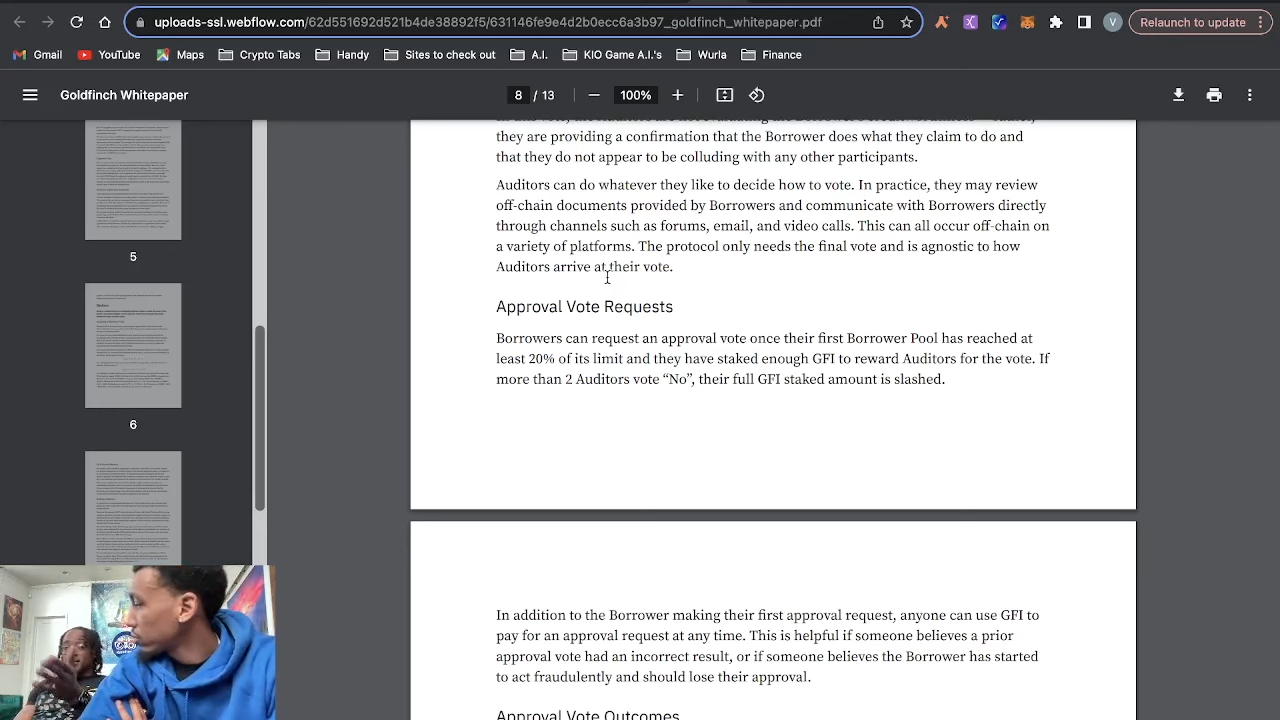 uploads-ssl.webflow.com/62d551692d521b4de38892f5/631146fe9e4d2b0ecc6a3b97_goldfinch_whitepaper.pdf
V
Relaunch to update
Gmail
YouTube
Maps
Crypto Tabs
Handy
Sites to check out
A.I.
KIO Game A.I.'s
Wurla
Finance
Goldfinch Whitepaper
8 / 13
100%
they are providing a confirmation that the Borrower does what they claim to do and
that they do not appear to be colluding with any other participants.
Auditors can use whatever they like to decide how to vote. In practice, they may review
off-chain documents provided by Borrowers and communicate with Borrowers directly
through channels such as forums, email, and video calls. This can all occur off-chain on
a variety of platforms. The protocol only needs the final vote and is agnostic to how
Auditors arrive at their vote.
Approval Vote Requests
Borrowers can request an approval vote once their first Borrower Pool has reached at
least 20% of its limit and they have staked enough GFI to reward Auditors for the vote. If
more than 2 Auditors vote “No”, their full GFI staked amount is slashed.
5
6
In addition to the Borrower making their first approval request, anyone can use GFI to
pay for an approval request at any time. This is helpful if someone believes a prior
approval vote had an incorrect result, or if someone believes the Borrower has started
to act fraudulently and should lose their approval.
Approval Vote Outcomes